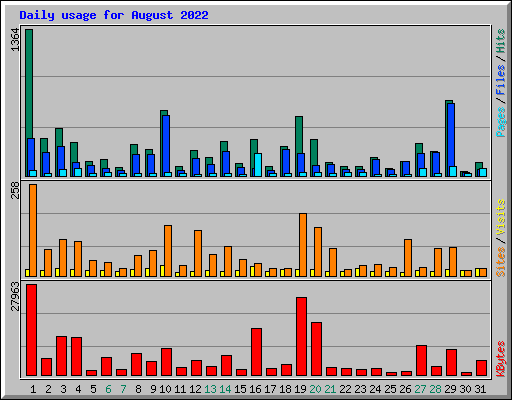 Daily usage for August 2022
1364
Pages / Files / Hits
258
Sites / Visits
27963
KBytes
1 2 3 4 5 6 7 8 9 10 11 12 13 14 15 16 17 18 19 20 21 22 23 24 25 26 27 28 29 30 31